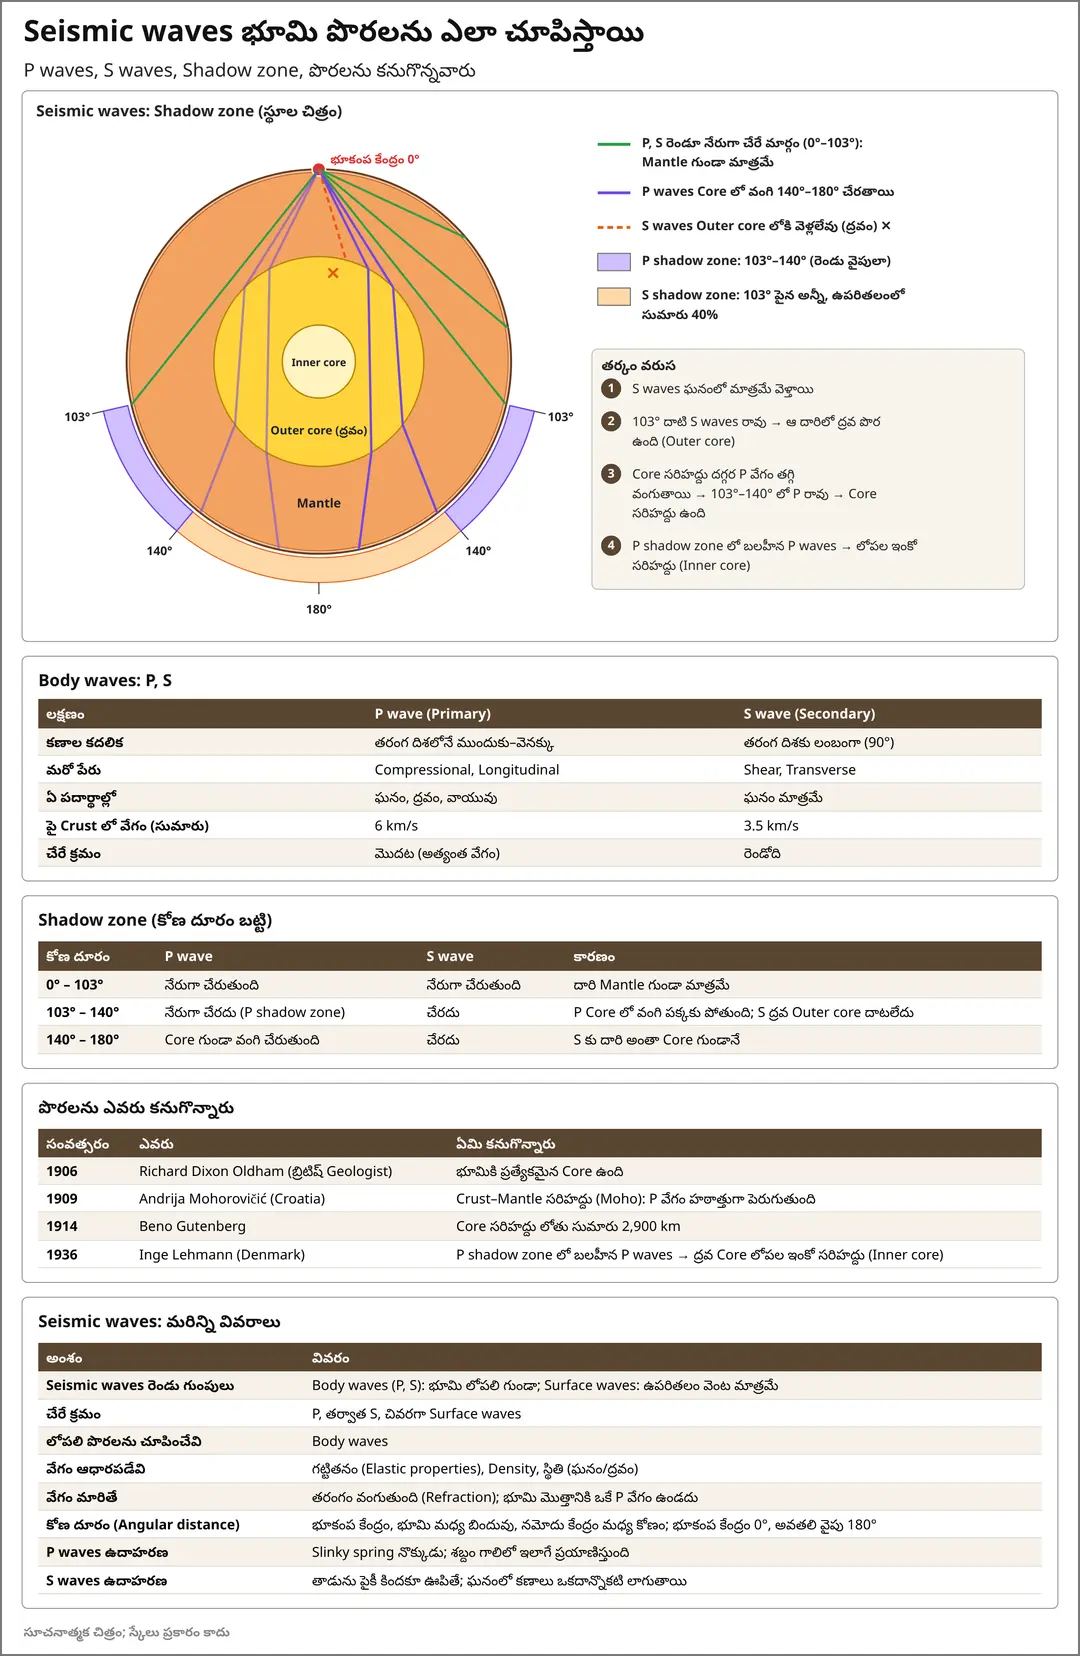 Seismic waves భూమి పొరలను ఎలా చూపిస్తాయి
P waves, S waves, Shadow zone, పొరలను కనుగొన్నవారు
Seismic waves: Shadow zone (స్థూల చిత్రం)
భూకంప కేంద్రం 0°
Inner core
Outer core (ద్రవం)
Mantle
103°
103°
140°
140°
180°
P, S రెండూ నేరుగా చేరే మార్గం (0°–103°):
Mantle గుండా మాత్రమే
P waves Core లో వంగి 140°–180° చేరతాయి
S waves Outer core లోకి వెళ్లలేవు (ద్రవం) ✕
P shadow zone: 103°–140° (రెండు వైపులా)
S shadow zone: 103° పైన అన్నీ, ఉపరితలంలో
సుమారు 40%
తర్కం వరుస
1 S waves ఘనంలో మాత్రమే వెళ్తాయి
2 103° దాటి S waves రావు → ఆ దారిలో ద్రవ పొర
ఉంది (Outer core)
3 Core సరిహద్దు దగ్గర P వేగం తగ్గి
వంగుతాయి → 103°–140° లో P రావు → Core
సరిహద్దు ఉంది
4 P shadow zone లో బలహీన P waves → లోపల ఇంకో
సరిహద్దు (Inner core)
Body waves: P, S
లక్షణం P wave (Primary) S wave (Secondary)
కణాల కదలిక తరంగ దిశలోనే ముందుకు–వెనక్కు తరంగ దిశకు లంబంగా (90°)
మరో పేరు Compressional, Longitudinal Shear, Transverse
ఏ పదార్థాల్లో ఘనం, ద్రవం, వాయువు ఘనం మాత్రమే
పై Crust లో వేగం (సుమారు) 6 km/s 3.5 km/s
చేరే క్రమం మొదట (అత్యంత వేగం) రెండోది
Shadow zone (కోణ దూరం బట్టి)
కోణ దూరం P wave S wave కారణం
0° – 103° నేరుగా చేరుతుంది నేరుగా చేరుతుంది దారి Mantle గుండా మాత్రమే
103° – 140° నేరుగా చేరదు (P shadow zone) చేరదు P Core లో వంగి పక్కకు పోతుంది; S ద్రవ Outer core దాటలేదు
140° – 180° Core గుండా వంగి చేరుతుంది చేరదు S కు దారి అంతా Core గుండానే
పొరలను ఎవరు కనుగొన్నారు
సంవత్సరం ఎవరు ఏమి కనుగొన్నారు
1906 Richard Dixon Oldham (బ్రిటిష్ Geologist) భూమికి ప్రత్యేకమైన Core ఉంది
1909 Andrija Mohorovičić (Croatia) Crust–Mantle సరిహద్దు (Moho): P వేగం హఠాత్తుగా పెరుగుతుంది
1914 Beno Gutenberg Core సరిహద్దు లోతు సుమారు 2,900 km
1936 Inge Lehmann (Denmark) P shadow zone లో బలహీన P waves → ద్రవ Core లోపల ఇంకో సరిహద్దు (Inner core)
Seismic waves: మరిన్ని వివరాలు
అంశం వివరం
Seismic waves రెండు గుంపులు Body waves (P, S): భూమి లోపలి గుండా; Surface waves: ఉపరితలం వెంట మాత్రమే
చేరే క్రమం P, తర్వాత S, చివరగా Surface waves
లోపలి పొరలను చూపించేవి Body waves
వేగం ఆధారపడేవి గట్టితనం (Elastic properties), Density, స్థితి (ఘనం/ద్రవం)
వేగం మారితే తరంగం వంగుతుంది (Refraction); భూమి మొత్తానికి ఒకే P వేగం ఉండదు
కోణ దూరం (Angular distance) భూకంప కేంద్రం, భూమి మధ్య బిందువు, నమోదు కేంద్రం మధ్య కోణం; భూకంప కేంద్రం 0°, అవతలి వైపు 180°
P waves ఉదాహరణ Slinky spring నొక్కుడు; శబ్దం గాలిలో ఇలాగే ప్రయాణిస్తుంది
S waves ఉదాహరణ తాడును పైకీ కిందకూ ఊపితే; ఘనంలో కణాలు ఒకదాన్నొకటి లాగుతాయి
సూచనాత్మక చిత్రం; స్కేలు ప్రకారం కాదు